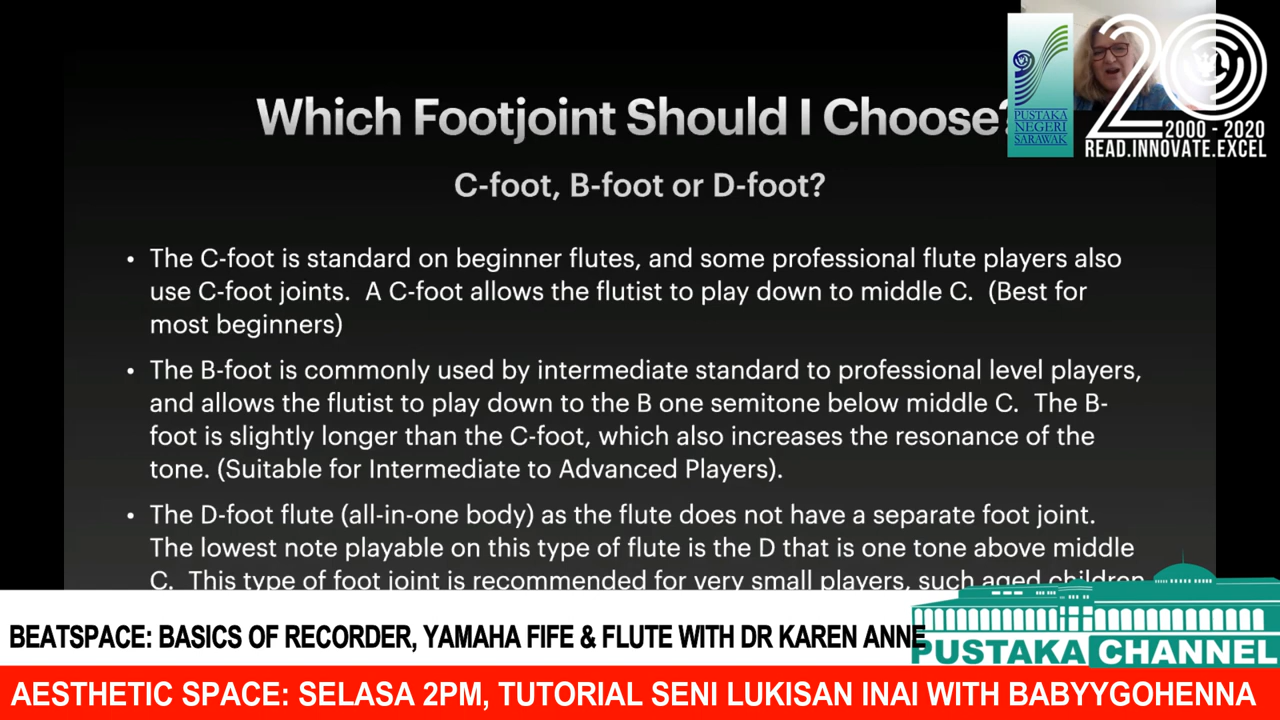 Which Footjoint Should I Choose?
C-foot, B-foot or D-foot?
• The C-foot is standard on beginner flutes, and some professional flute players also
use C-foot joints. A C-foot allows the flutist to play down to middle C. (Best for
most beginners)
• The B-foot is commonly used by intermediate standard to professional level players,
and allows the flutist to play down to the B one semitone below middle C. The B-
foot is slightly longer than the C-foot, which also increases the resonance of the
tone. (Suitable for Intermediate to Advanced Players).
• The D-foot flute (all-in-one body) as the flute does not have a separate foot joint.
The lowest note playable on this type of flute is the D that is one tone above middle
C. This type of foot joint is recommended for very small players, such aged children
PUSTAKA
NEGERI
SARAWAK
20
2000 - 2020
READ.INNOVATE.EXCEL
BEATSPACE: BASICS OF RECORDER, YAMAHA FIFE & FLUTE WITH DR KAREN ANNE
PUSTAKA CHANNEL
AESTHETIC SPACE: SELASA 2PM, TUTORIAL SENI LUKISAN INAI WITH BABYYGOHENNA